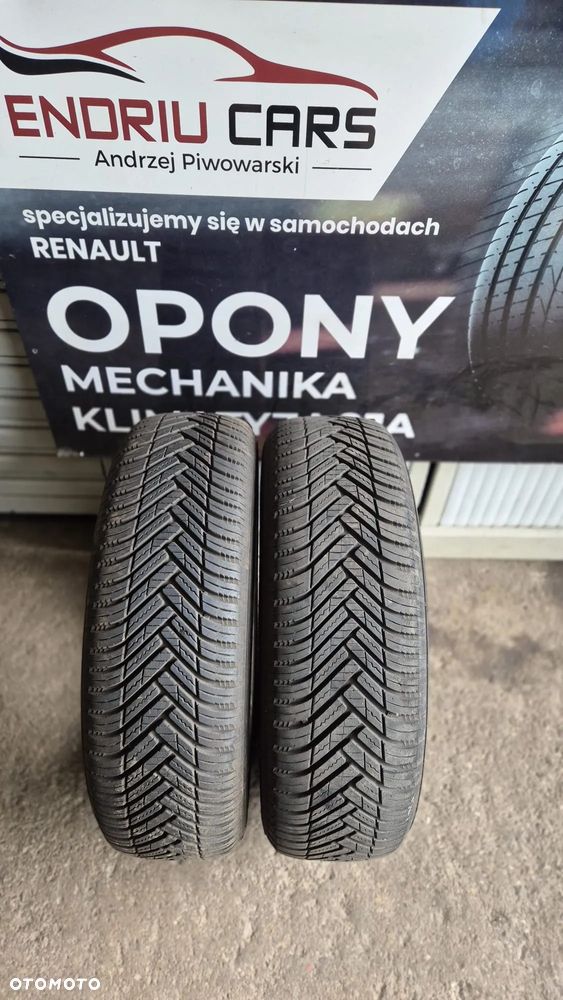 ENDRIU CARS
Andrzej Piwowarski
specjalizujemy się w samochodach
RENAULT
OPONY
MECHANIKA
OTOMOTO